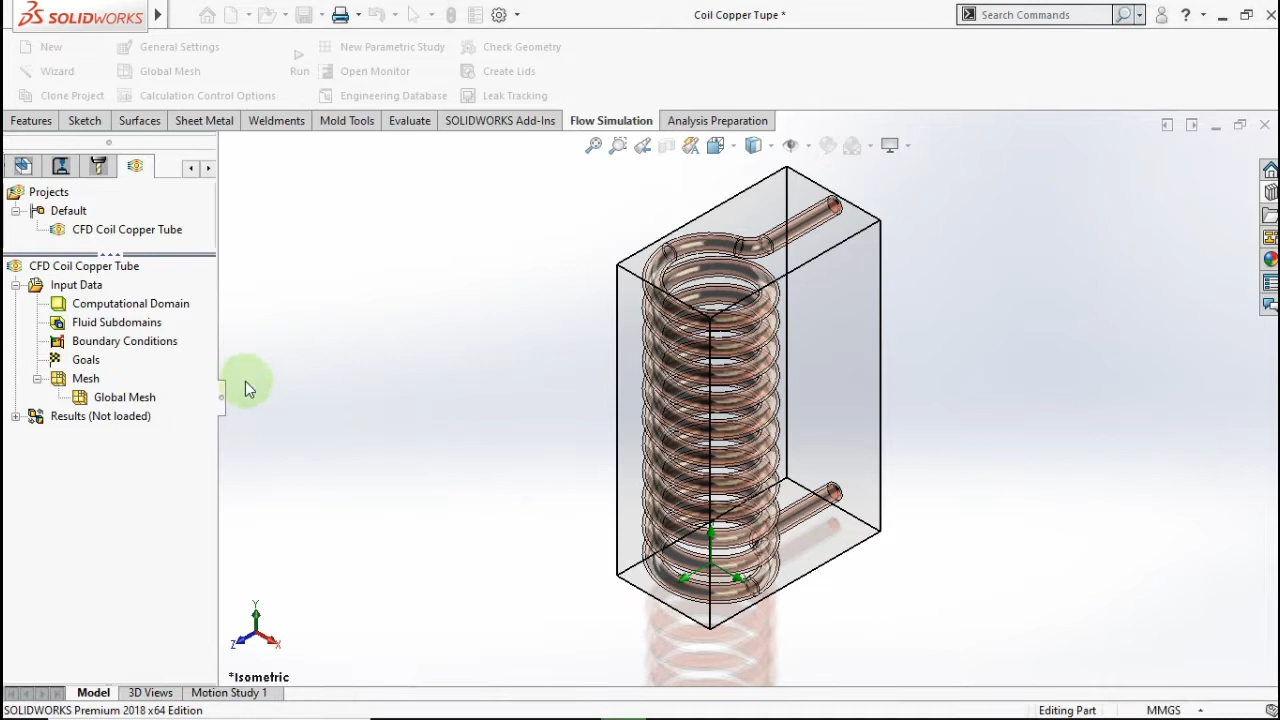 SOLIDWORKS
Coil Copper Tupe *
Search Commands
?
New
General Settings
New Parametric Study
Check Geometry
Wizard
Global Mesh
Run
Open Monitor
Create Lids
Clone Project
Calculation Control Options
Engineering Database
Leak Tracking
Features
Sketch
Surfaces
Sheet Metal
Weldments
Mold Tools
Evaluate
SOLIDWORKS Add-Ins
Flow Simulation
Analysis Preparation
Projects
Default
CFD Coil Copper Tube
CFD Coil Copper Tube
Input Data
Computational Domain
Fluid Subdomains
Boundary Conditions
Goals
Mesh
Global Mesh
Results (Not loaded)
Y
Z
X
*Isometric
Model
3D Views
Motion Study 1
SOLIDWORKS Premium 2018 x64 Edition
Editing Part
MMGS